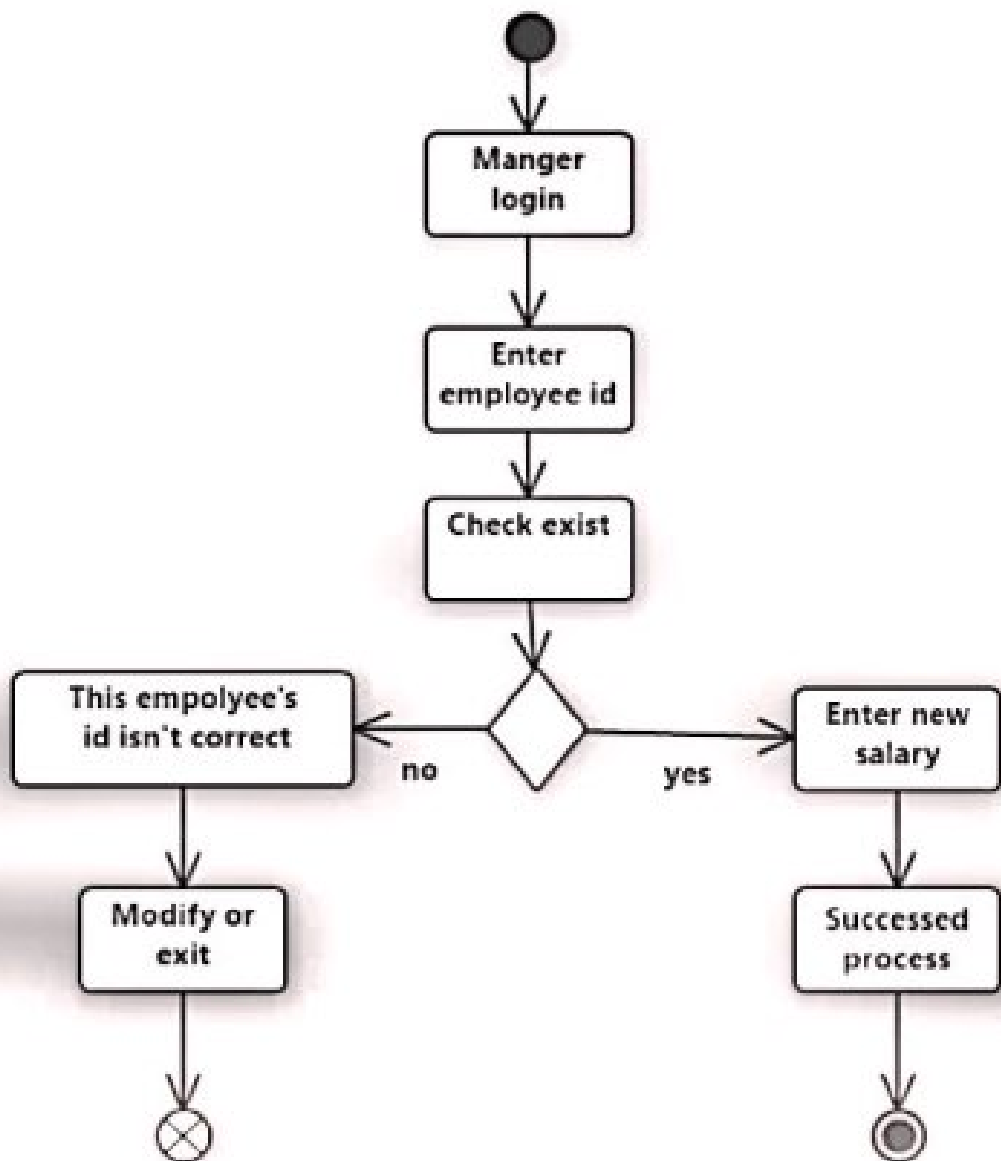 Manger
login
Enter
employee id
Check exist
This empolyee's
id isn't correct
no
yes
Enter new
salary
Modify or
exit
Successed
process